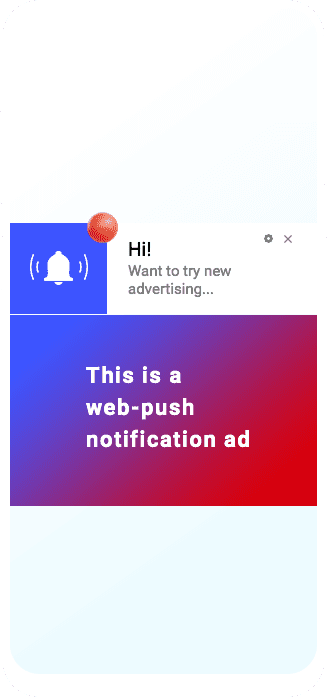 Hi!
Want to try new
advertising...
This is a
web-push
notification ad